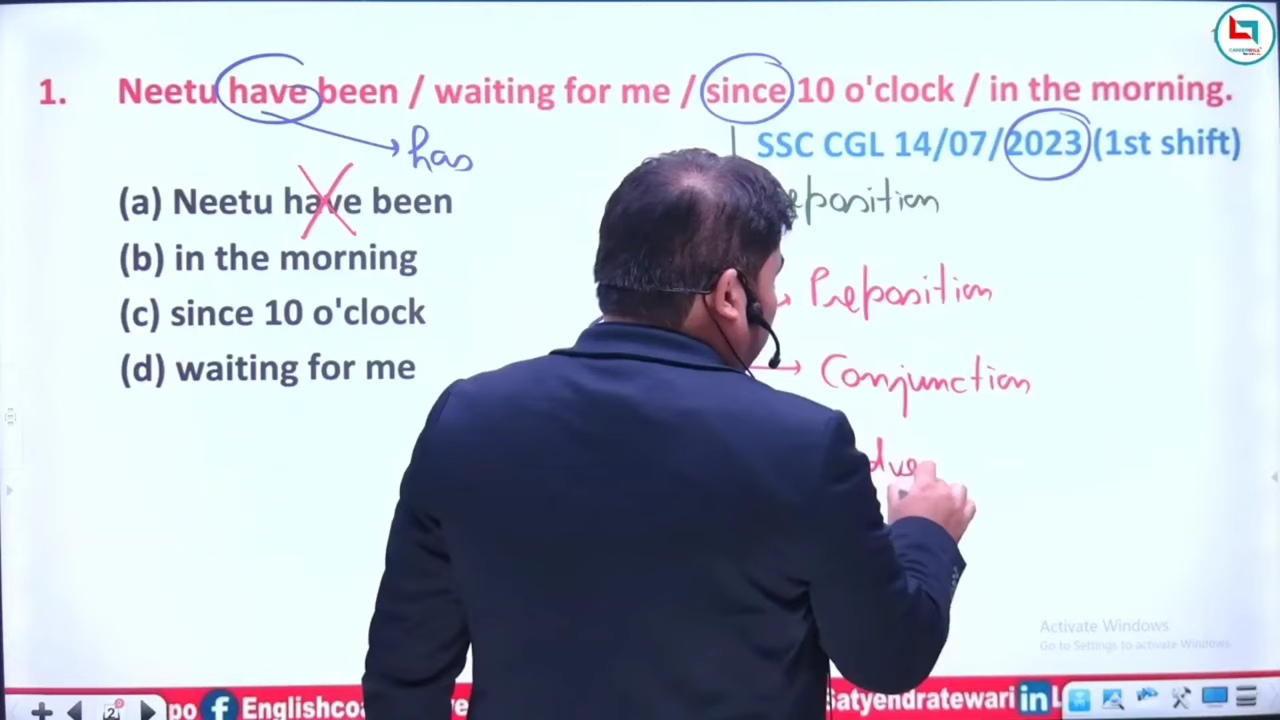 1. Neetu have been / waiting for me / since 10 o'clock / in the morning.
has
SSC CGL 14/07/2023 (1st shift)
(a) Neetu have been
(b) in the morning
(c) since 10 o'clock
(d) waiting for me
Preposition
Conjunction
Activate Windows
Go to Settings to activate Windows.